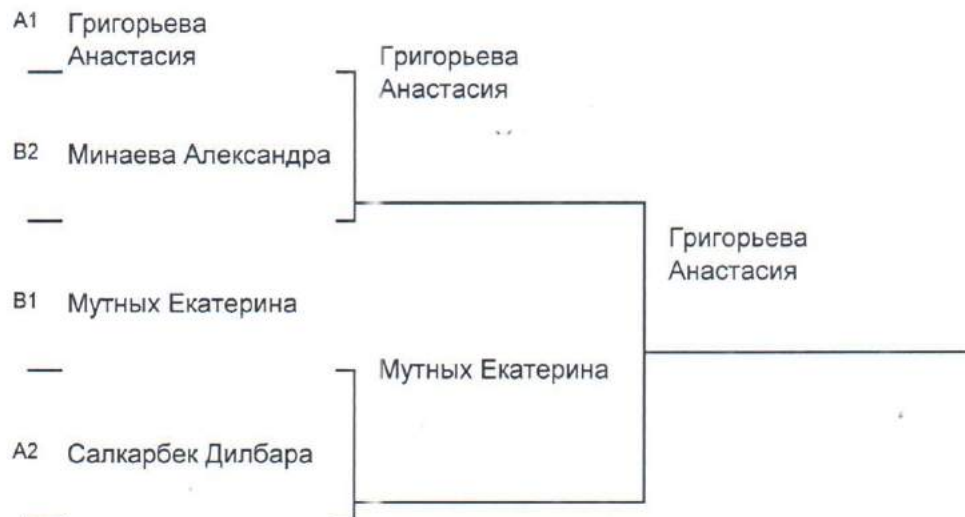 A1 Григорьева
Анастасия
Григорьева
Анастасия
B2 Минаева Александра
Григорьева
Анастасия
B1 Мутных Екатерина
Мутных Екатерина
A2 Салкарбек Дилбара